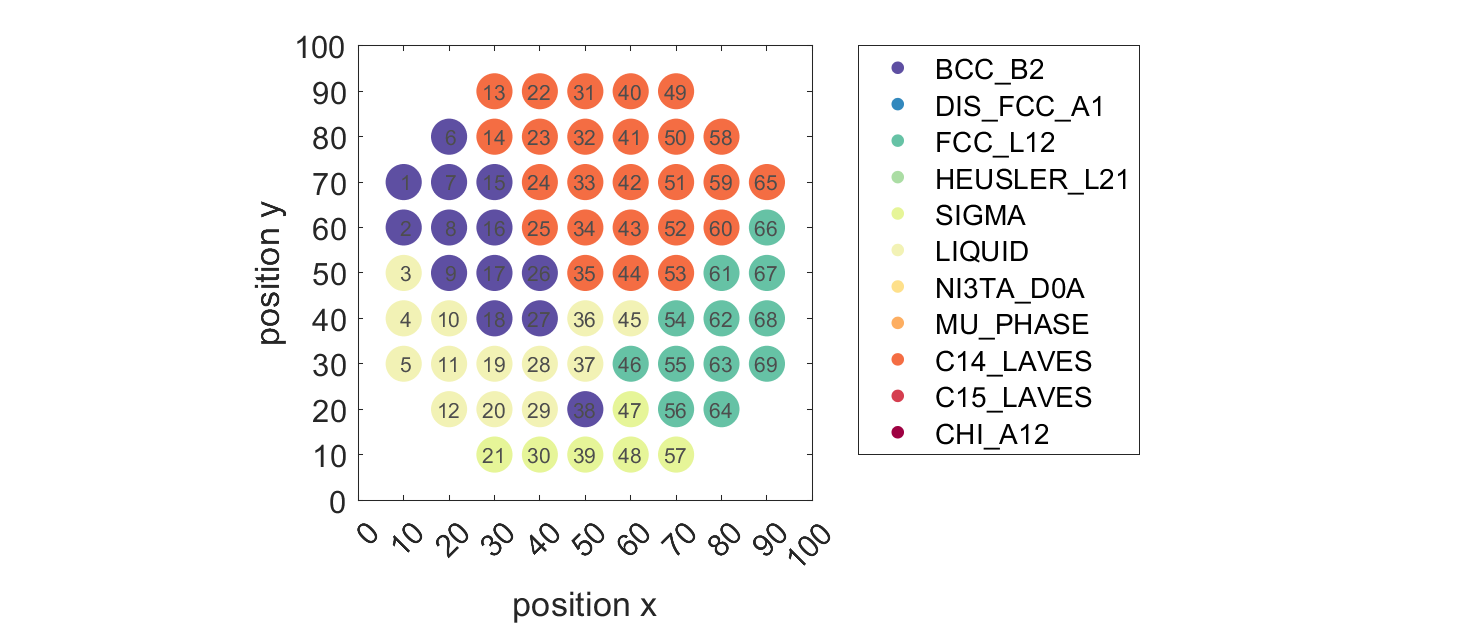 100
90
80
70
60
50
40
30
20
10
0
position y
13 22 31 40 49
6 14 23 32 41 50 58
1 7 15 24 33 42 51 59 65
2 8 16 25 34 43 52 60 66
3 9 17 26 35 44 53 61 67
4 10 18 27 36 45 54 62 68
5 11 19 28 37 46 55 63 69
12 20 29 38 47 56 64
21 30 39 48 57
0 10 20 30 40 50 60 70 80 90 100
position x
BCC_B2
DIS_FCC_A1
FCC_L12
HEUSLER_L21
SIGMA
LIQUID
NI3TA_D0A
MU_PHASE
C14_LAVES
C15_LAVES
CHI_A12